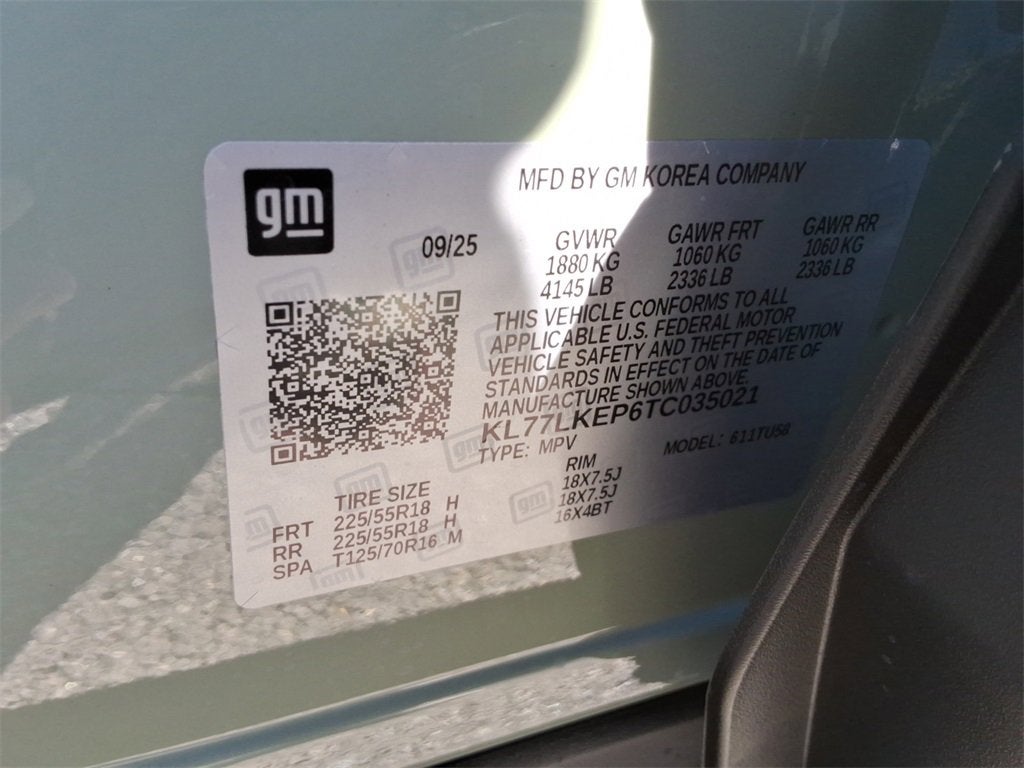 gm
MFD BY GM KOREA COMPANY
09/25
GVWR GAWR FRT GAWR RR
1880 KG 1060 KG 1060 KG
4145 LB 2336 LB 2336 LB
THIS VEHICLE CONFORMS TO ALL
APPLICABLE U.S. FEDERAL MOTOR
VEHICLE SAFETY AND THEFT PREVENTION
STANDARDS IN EFFECT ON THE DATE OF
MANUFACTURE SHOWN ABOVE.
KL77LKEP6TC035021
TYPE: MPV MODEL: 611TU58
TIRE SIZE RIM
FRT 225/55R18 H 18X7.5J
RR 225/55R18 H 18X7.5J
SPA T125/70R16 M 16X4BT